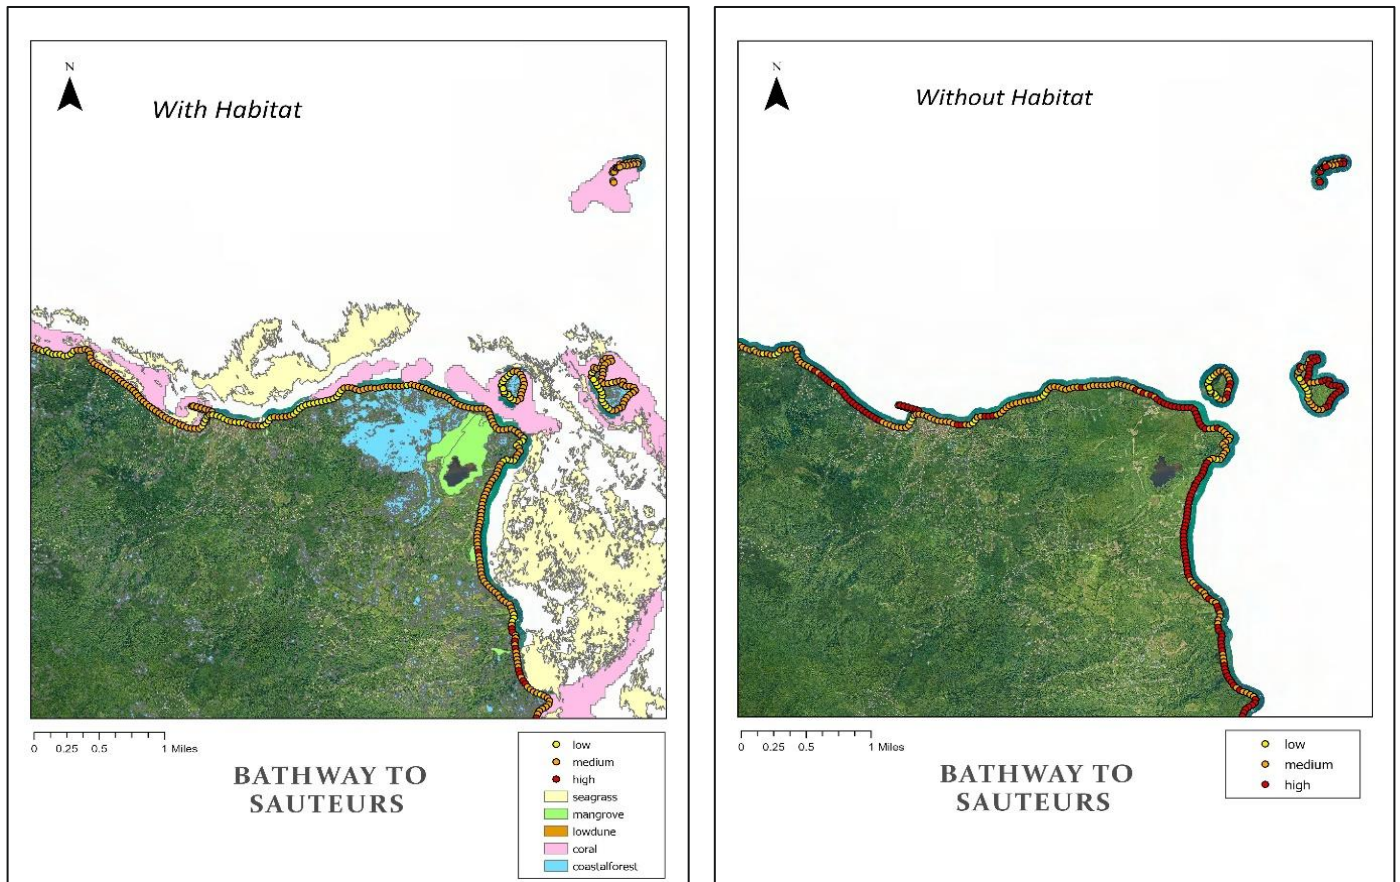 N
With Habitat
0 0.25 0.5 1 Miles
BATHWAY TO
SAUTEURS
low
medium
high
seagrass
mangrove
lowdune
coral
coastalforest
N
Without Habitat
0 0.25 0.5 1 Miles
BATHWAY TO
SAUTEURS
low
medium
high